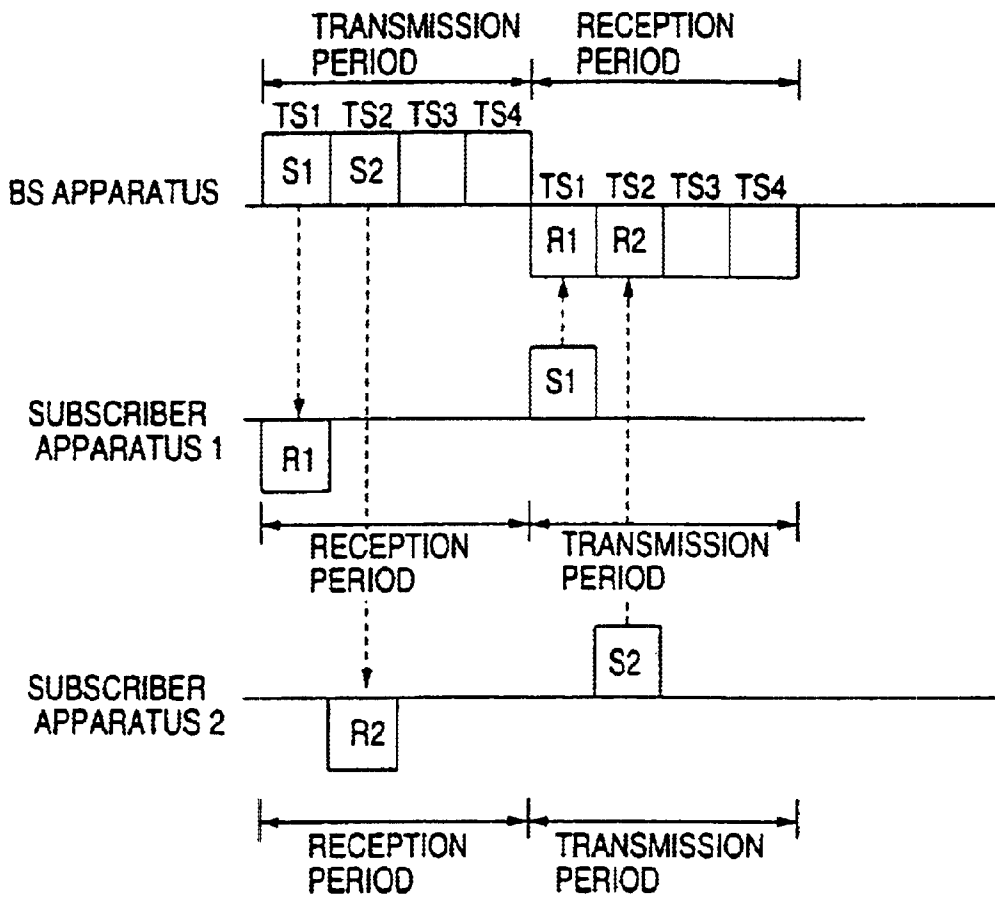 TRANSMISSION PERIOD
RECEPTION PERIOD
TS1 TS2 TS3 TS4
S1 S2
BS APPARATUS
TS1 TS2 TS3 TS4
R1 R2
S1
SUBSCRIBER
APPARATUS 1
R1
RECEPTION PERIOD
TRANSMISSION PERIOD
S2
SUBSCRIBER
APPARATUS 2
R2
RECEPTION PERIOD
TRANSMISSION PERIOD